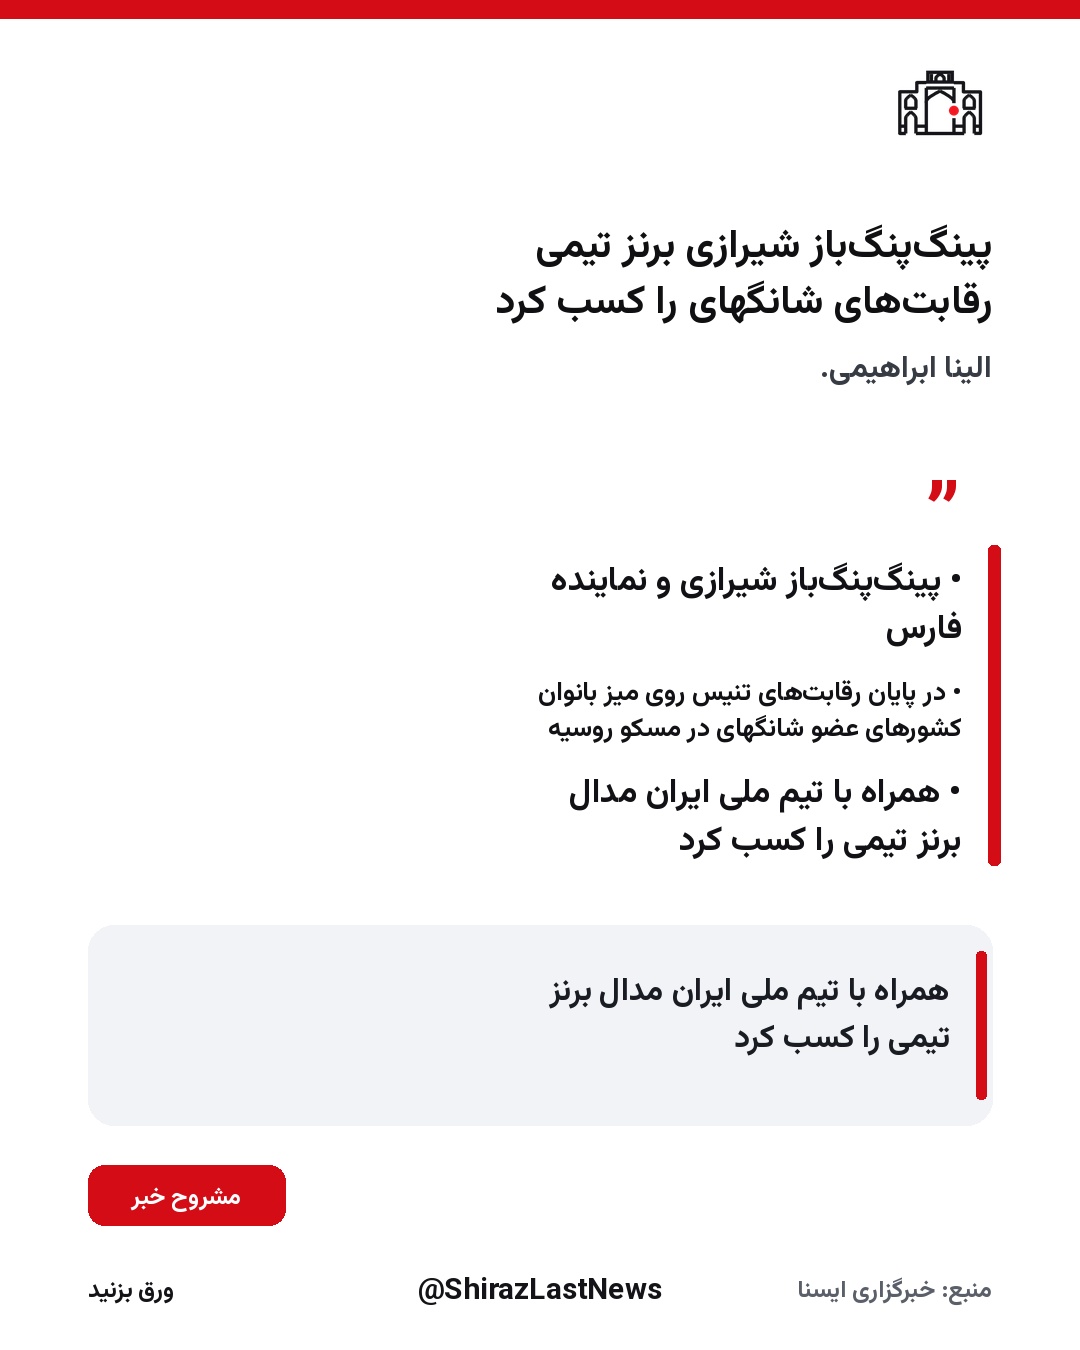 پینگ‌پنگ‌باز شیرازی برنز تیمی
رقابت‌های شانگهای را کسب کرد
الینا ابراهیمی.
”
• پینگ‌پنگ‌باز شیرازی و نماینده
فارس
• در پایان رقابت‌های تنیس روی میز بانوان
کشورهای عضو شانگهای در مسکو روسیه
• همراه با تیم ملی ایران مدال
برنز تیمی را کسب کرد
همراه با تیم ملی ایران مدال برنز
تیمی را کسب کرد
مشروح خبر
منبع: خبرگزاری ایسنا
@ShirazLastNews
ورق بزنید